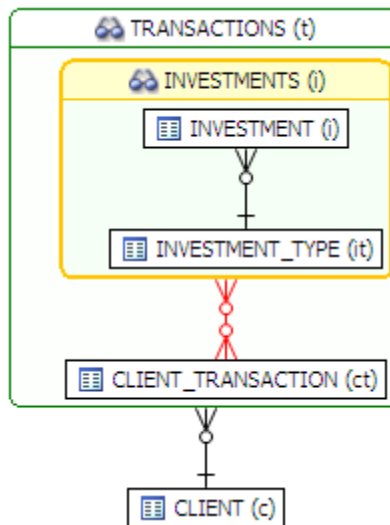 TRANSACTIONS (t)
INVESTMENTS (i)
INVESTMENT (i)
INVESTMENT_TYPE (it)
CLIENT_TRANSACTION (ct)
CLIENT (c)